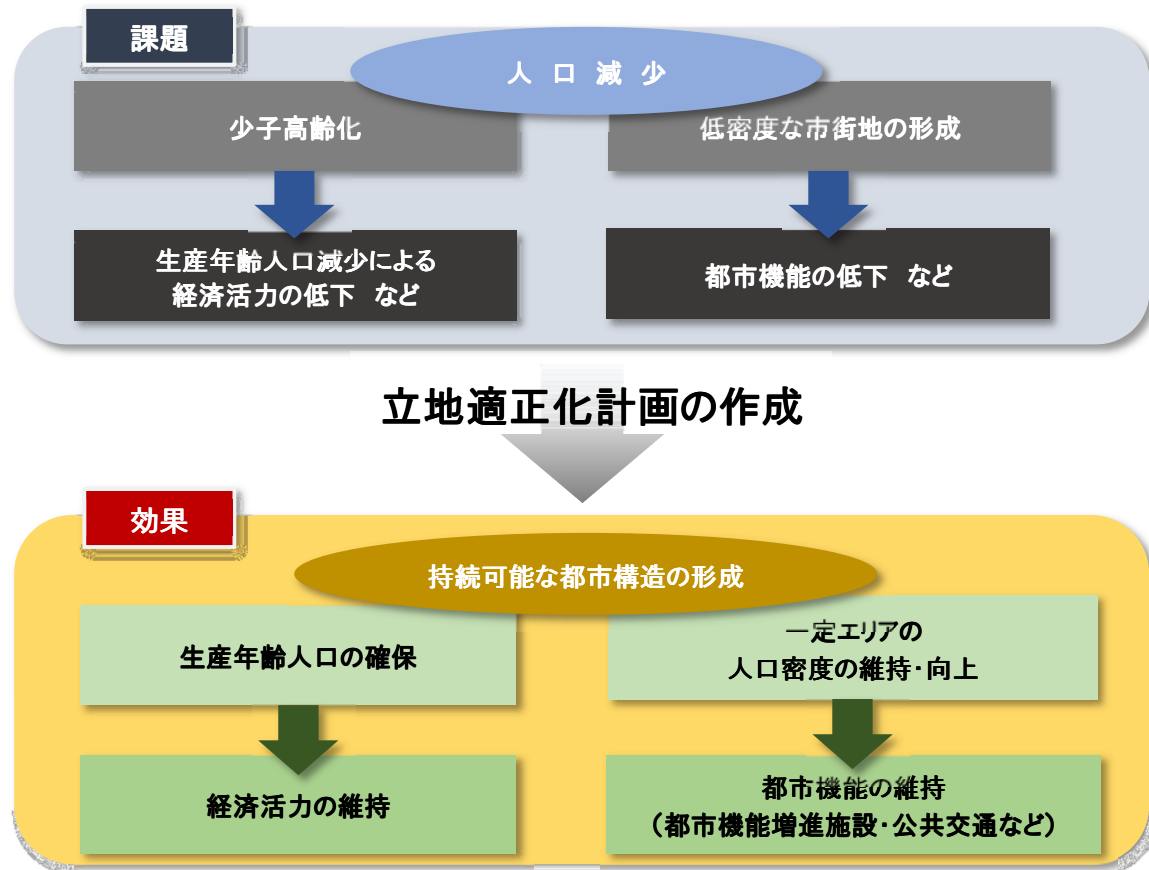 課題
人口減少
少子高齢化
低密度な市街地の形成
生産年齢人口減少による
経済活力の低下　など
都市機能の低下　など
立地適正化計画の作成
効果
持続可能な都市構造の形成
生産年齢人口の確保
一定エリアの
人口密度の維持・向上
経済活力の維持
都市機能の維持
（都市機能増進施設・公共交通など）